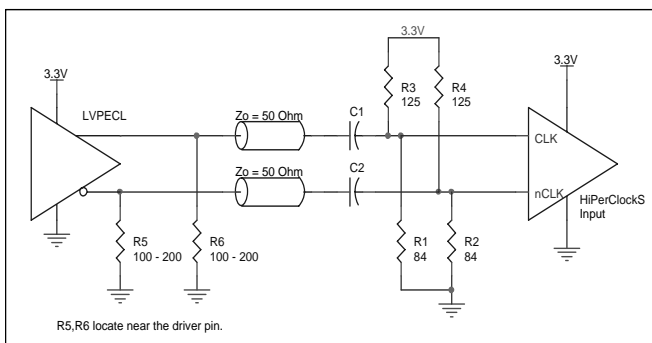 3.3V
3.3V
3.3V
R3
125
R4
125
LVPECL
Zo = 50 Ohm
C1
CLK
Zo = 50 Ohm
C2
nCLK
HiPerClockS
Input
R5
100 - 200
R6
100 - 200
R1
84
R2
84
R5,R6 locate near the driver pin.